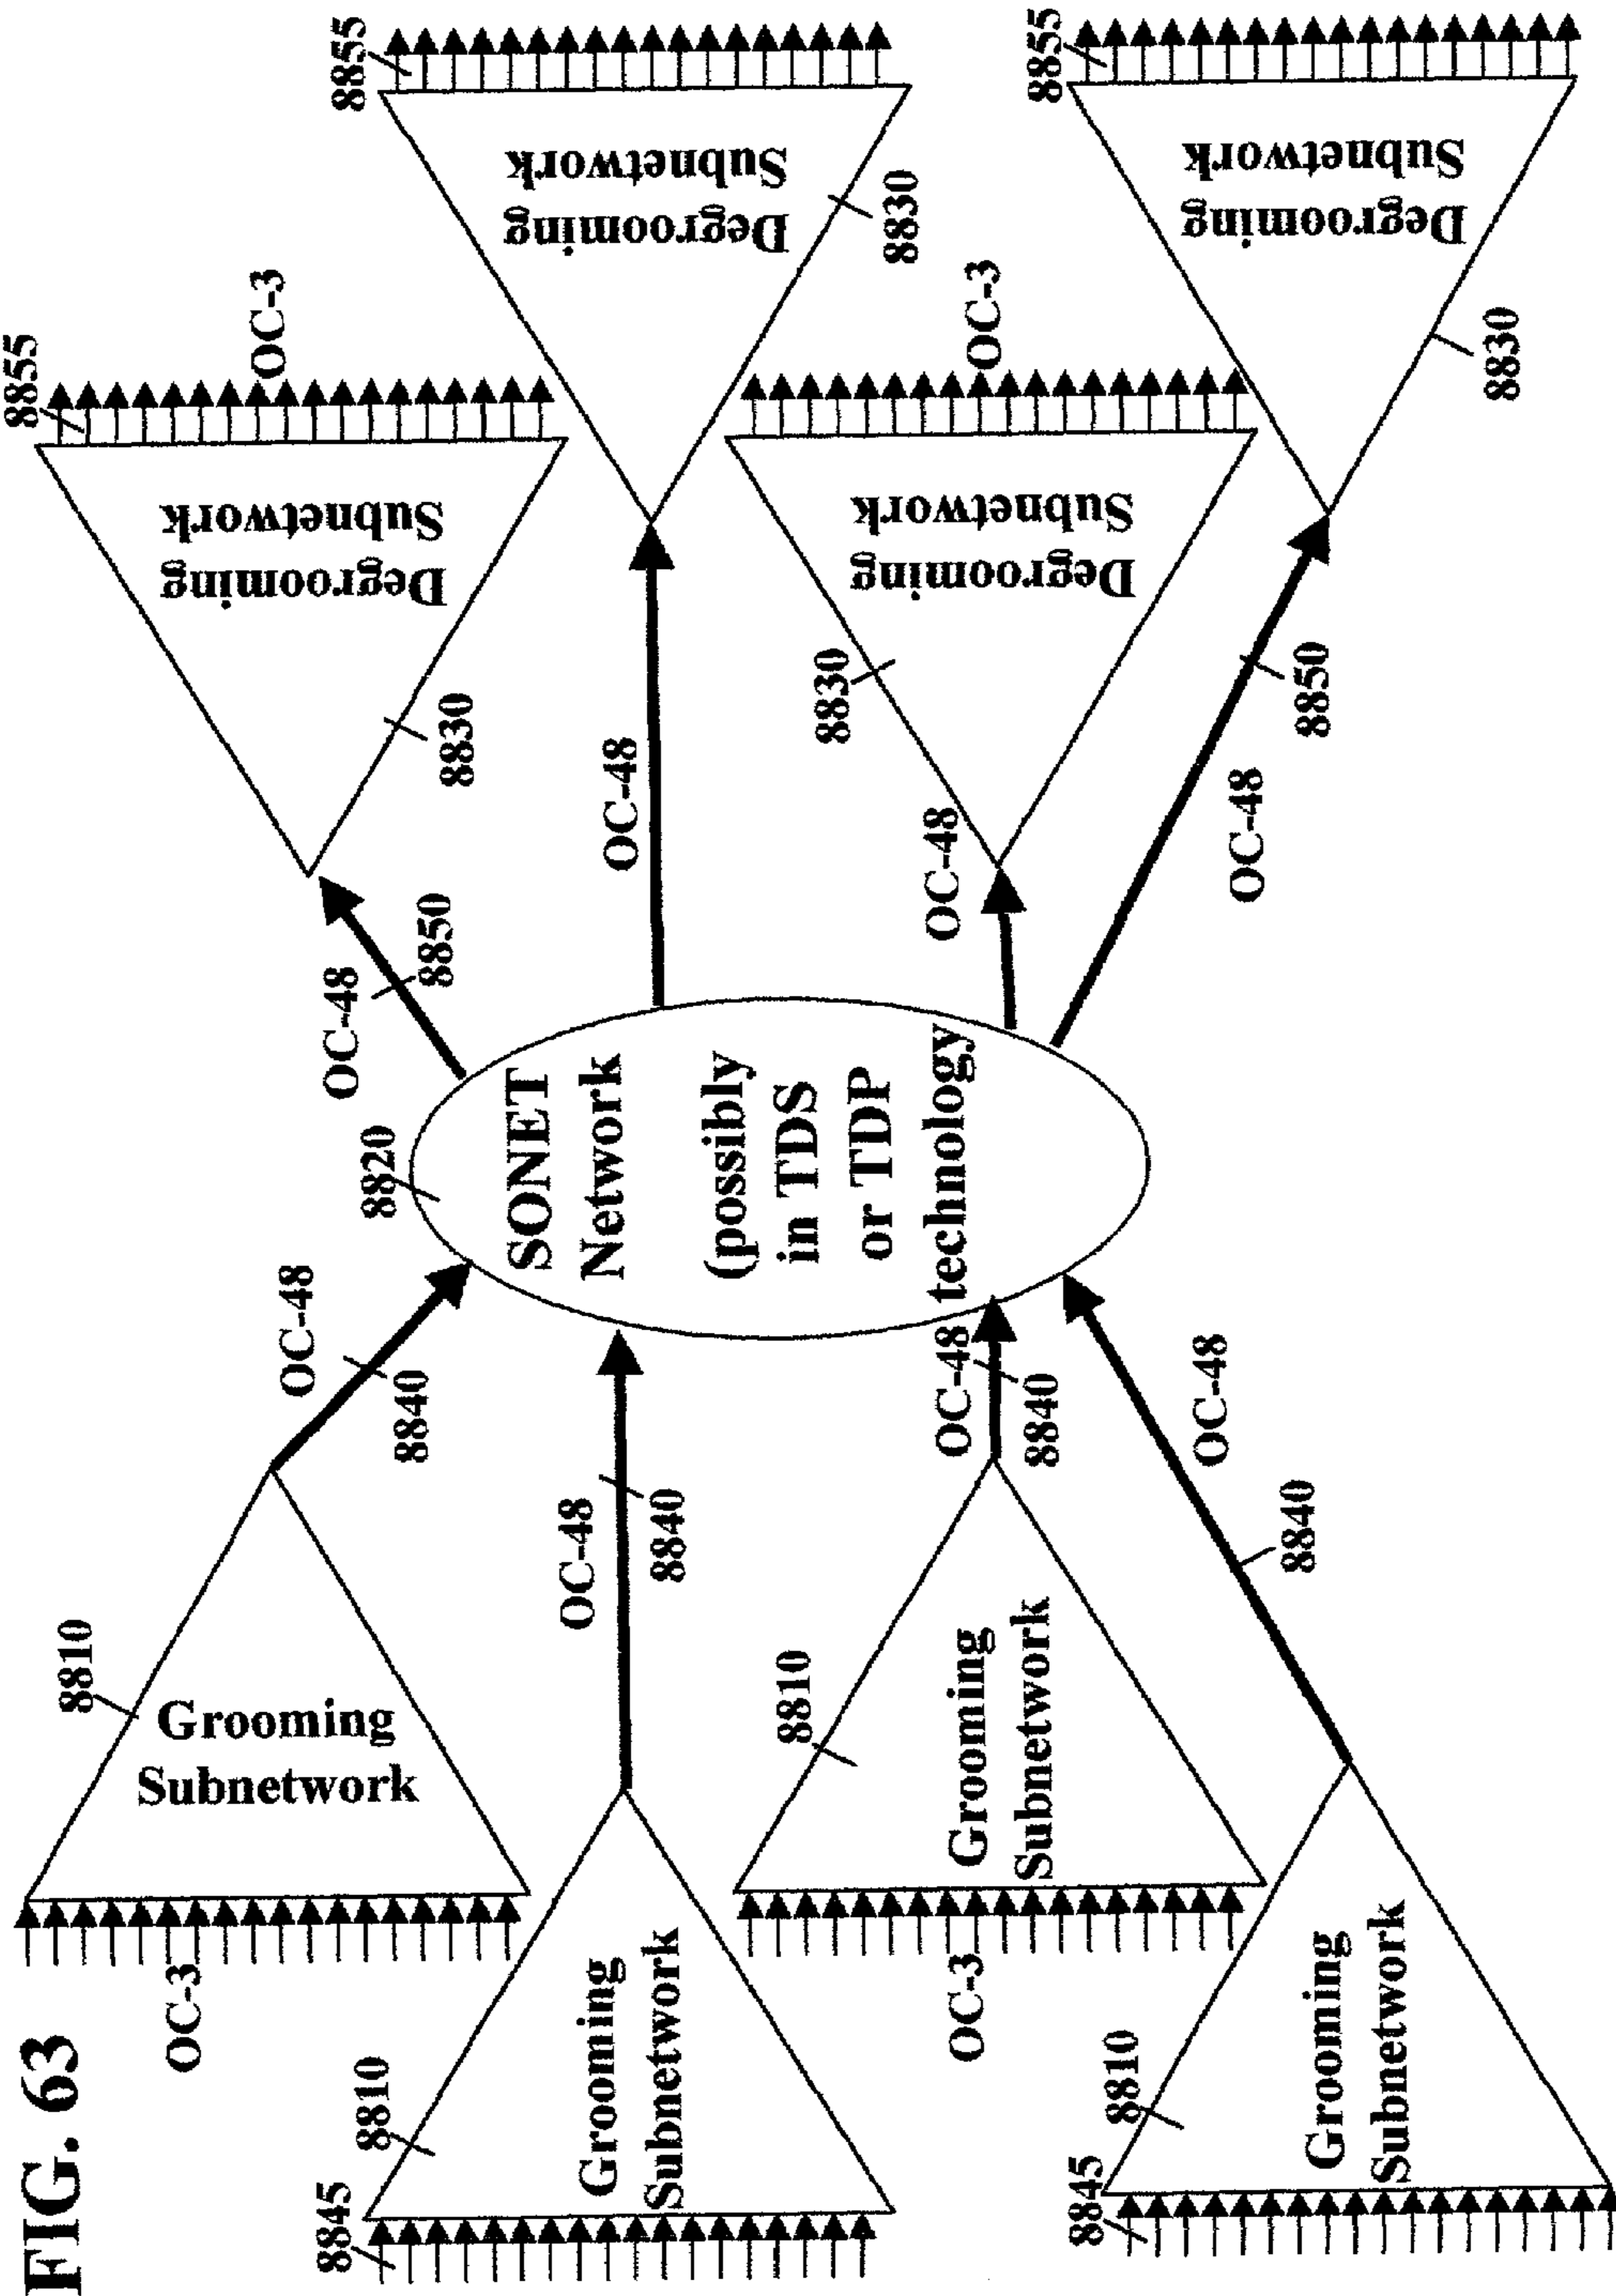 FIG. 63
8855
8855
8855
OC-3
Degrooming
Subnetwork
8830
Degrooming
Subnetwork
8830
OC-3
Degrooming
Subnetwork
8830
Degrooming
Subnetwork
8830
8855
OC-48
8850
OC-48
OC-48
OC-48
8850
8820
SONET
Network
(possibly
in TDS
or TDP
technology
OC-48
8840
OC-48
8840
OC-48
8840
OC-48
8840
8810
Grooming
Subnetwork
OC-3
8810
Grooming
Subnetwork
8845
8810
Grooming
Subnetwork
OC-3
8810
Grooming
Subnetwork
8845